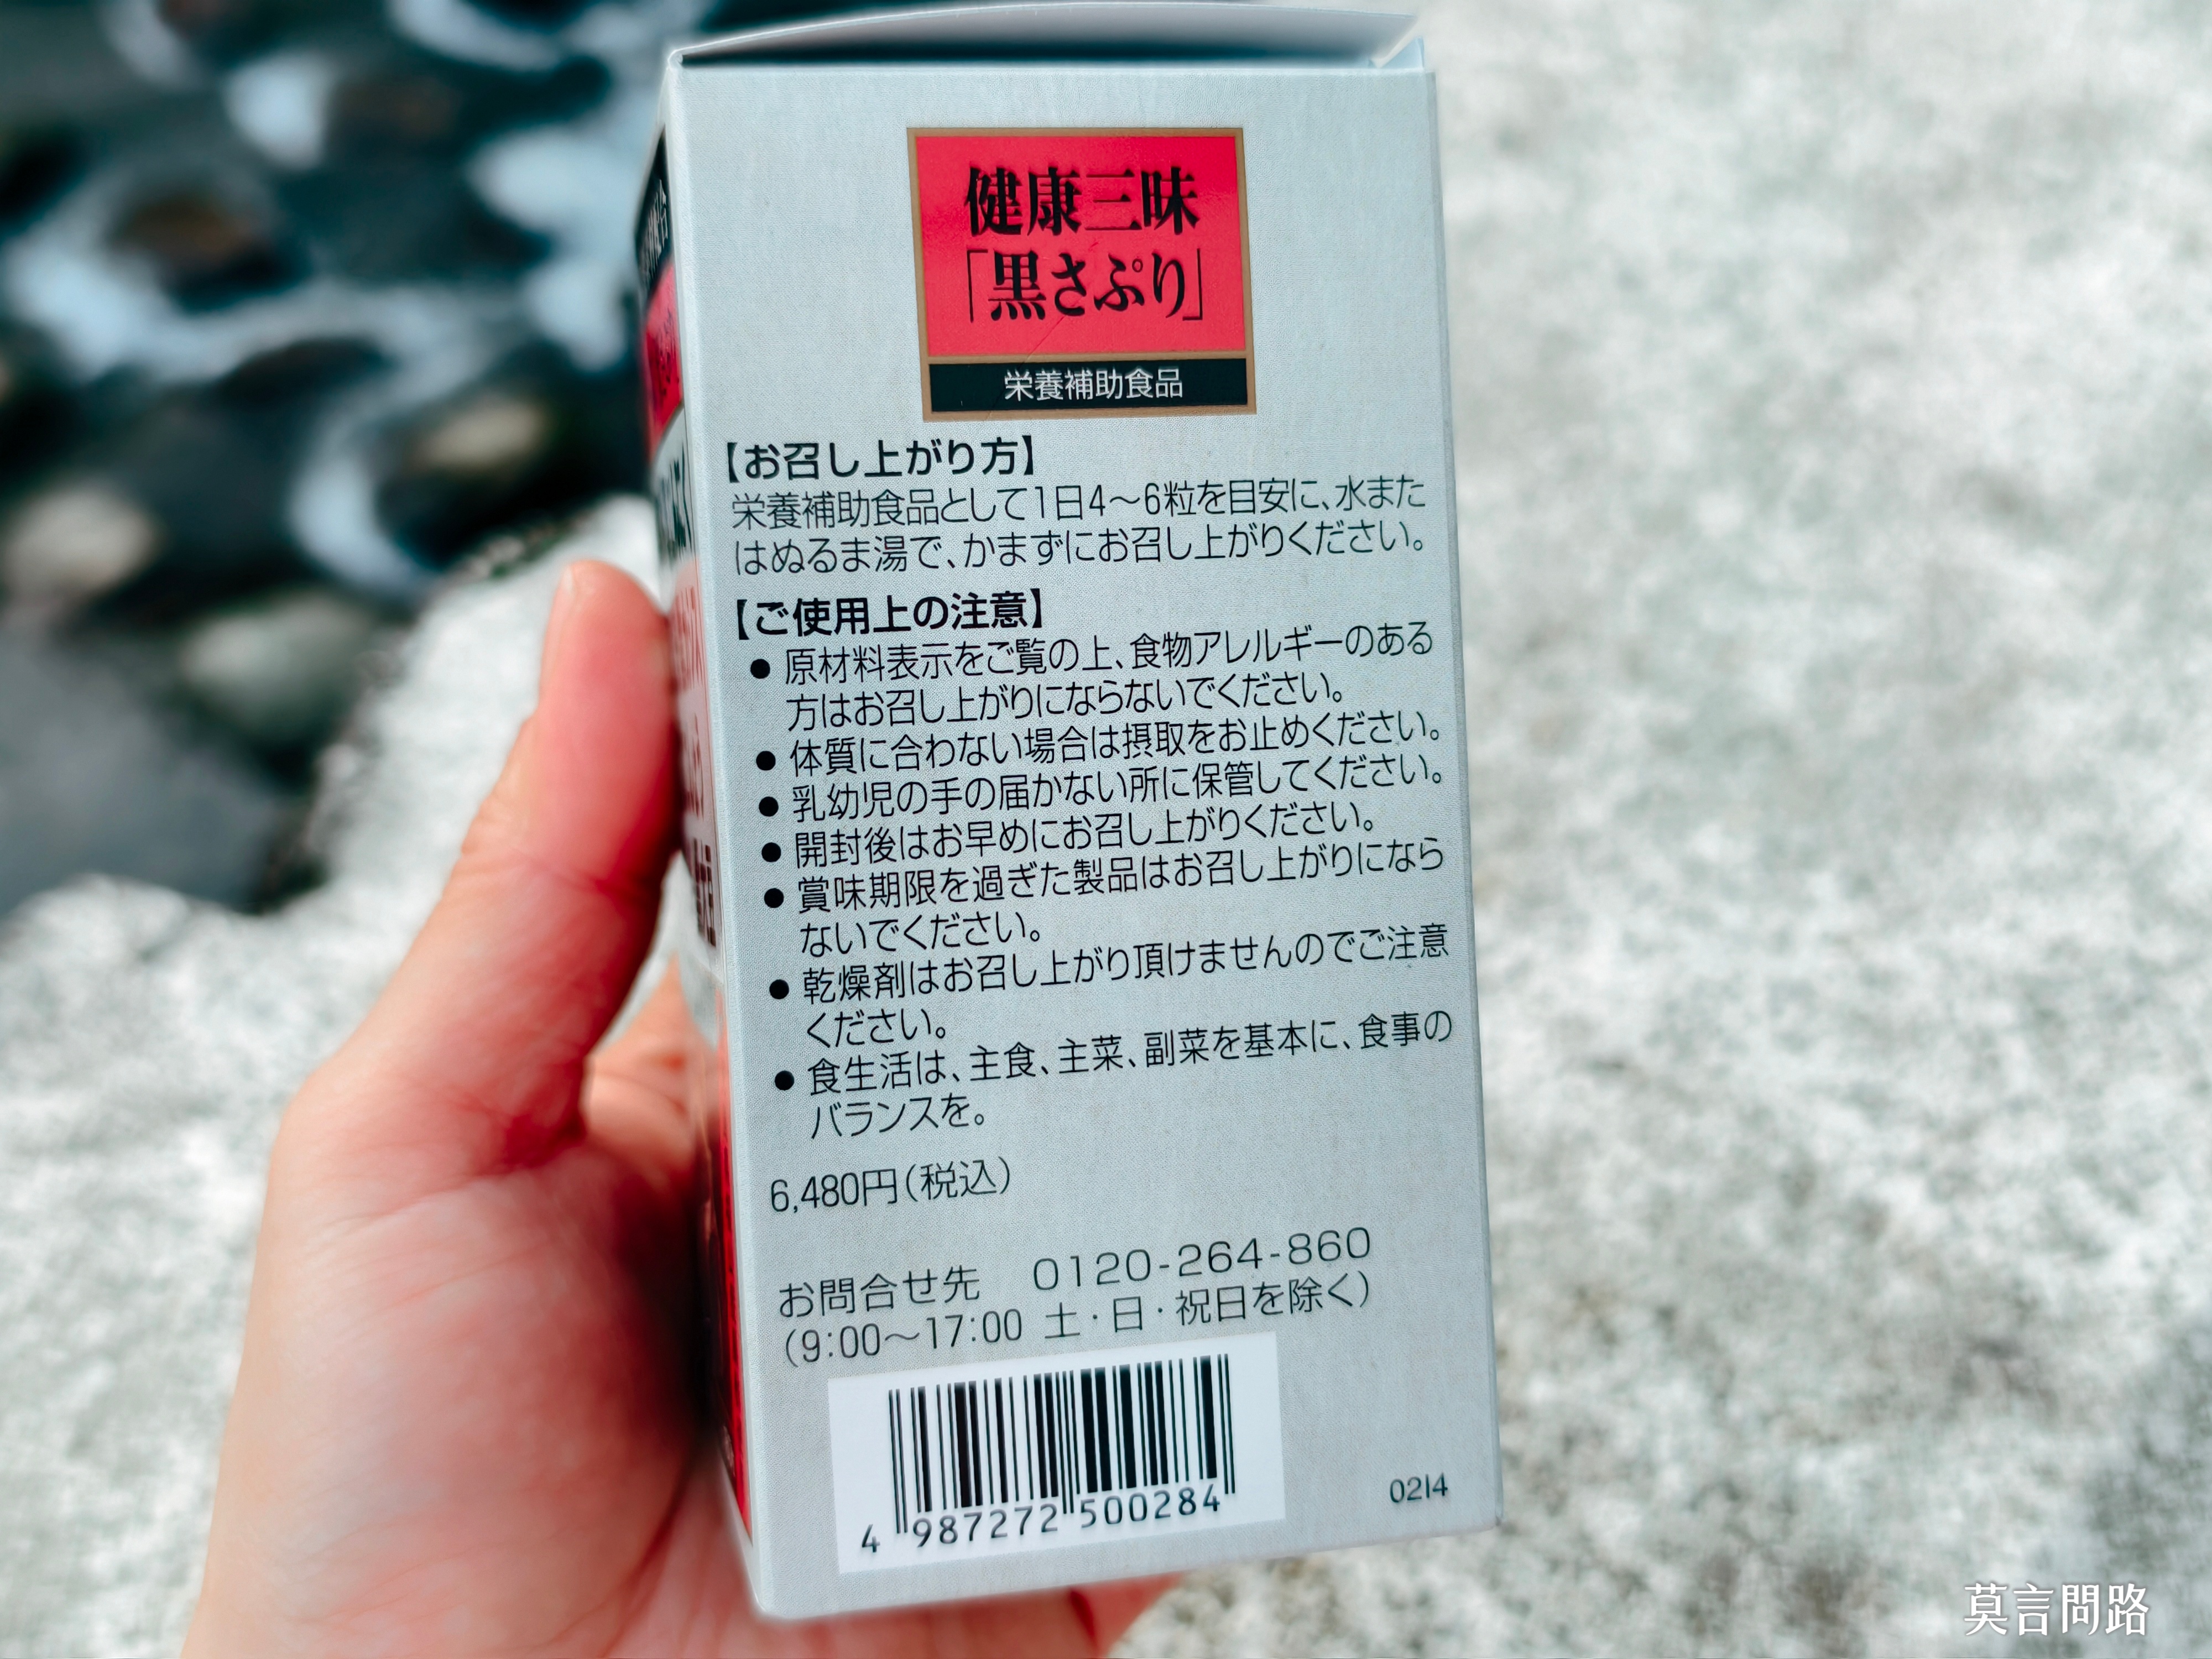 健康三昧
「黒さぷり」
栄養補助食品
【お召し上がり方】
栄養補助食品として1日4〜6粒を目安に、水また
はぬるま湯で、かまずにお召し上がりください。
【ご使用上の注意】
● 原材料表示をご覧の上、食物アレルギーのある
方はお召し上がりにならないでください。
● 体質に合わない場合は摂取をお止めください。
● 乳幼児の手の届かない所に保管してください。
● 開封後はお早めにお召し上がりください。
● 賞味期限を過ぎた製品はお召し上がりになら
ないでください。
● 乾燥剤はお召し上がり頂けませんのでご注意
ください。
● 食生活は、主食、主菜、副菜を基本に、食事の
バランスを。
6,480円(税込)
お問合せ先 0120-264-860
(9:00〜17:00 土・日・祝日を除く)
4 987272 500284
0214
莫言問路